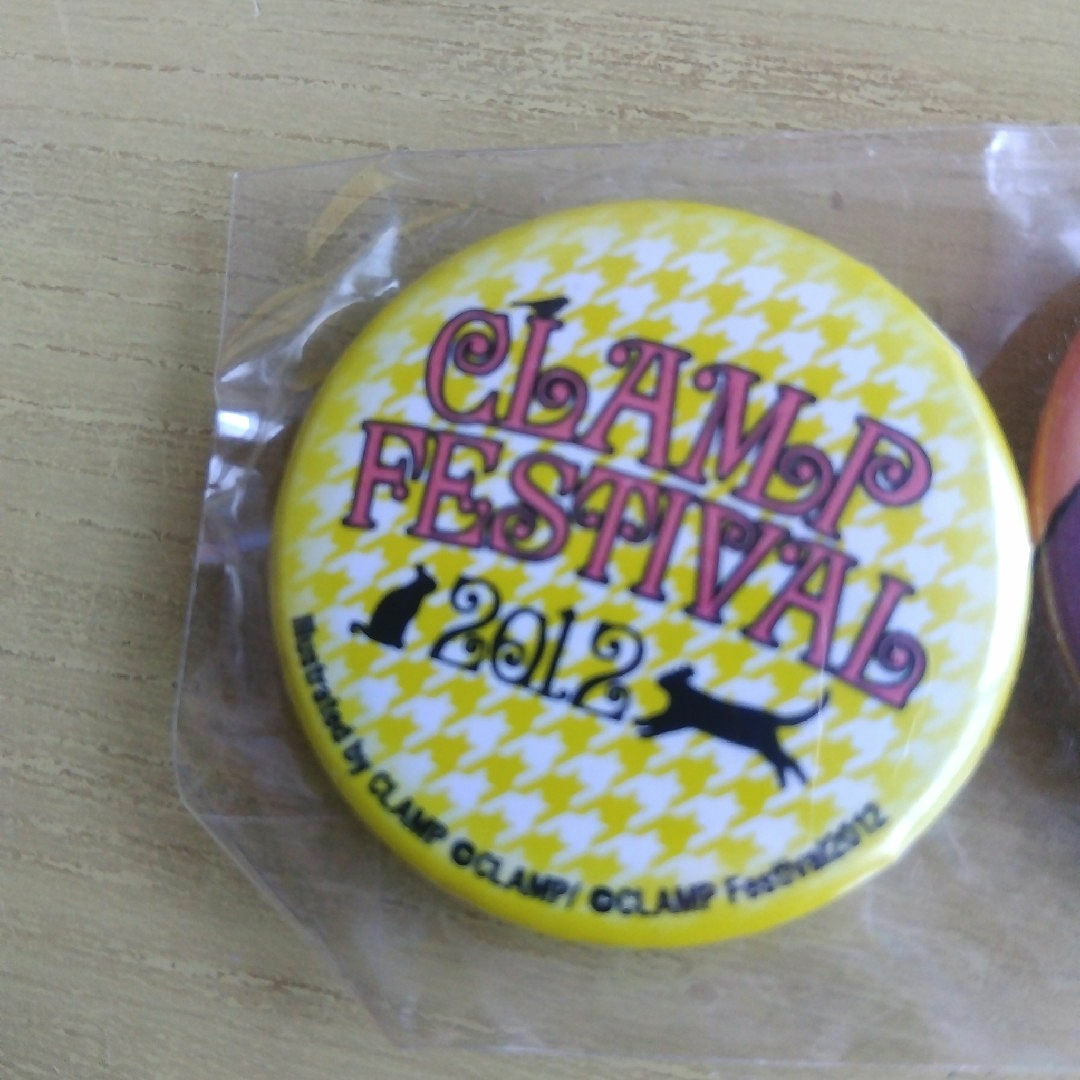 CLAMP
FESTIVAL
2012
Illustrated by CLAMP ©CLAMP/ ©CLAMP Festival2012